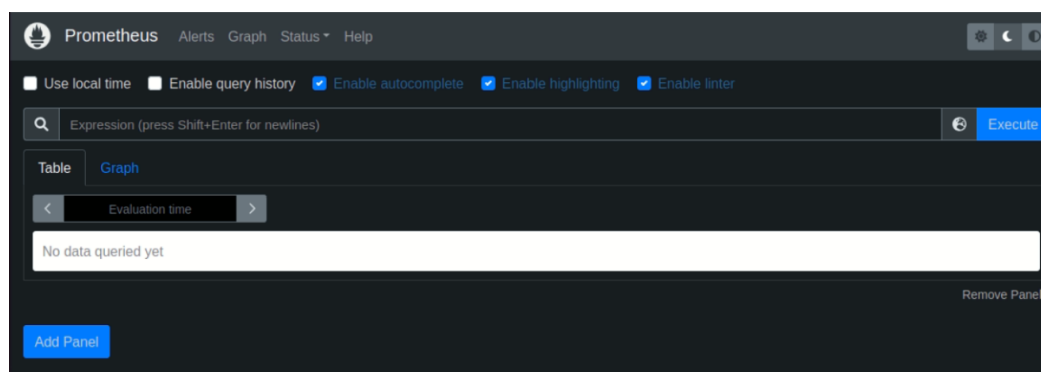 Prometheus Alerts Graph Status Help
Use local time Enable query history Enable autocomplete Enable highlighting Enable linter
Expression (press Shift+Enter for newlines) Execute
Table Graph
Evaluation time
No data queried yet
Remove Panel
Add Panel